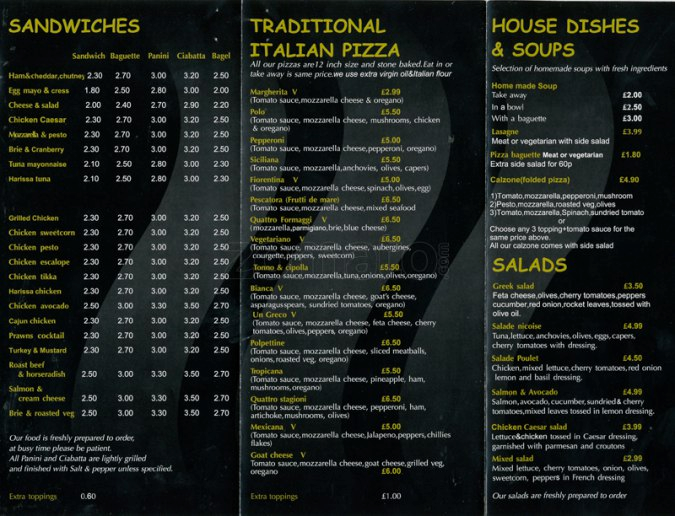 SANDWICHES
Sandwich Baguette Panini Ciabatta Bagel
Ham&cheddar,chutney 2.30 2.70 3.00 3.20 2.50
Egg mayo & cress 1.80 2.50 2.80 3.00 2.00
Cheese & salad 2.00 2.40 2.70 2.90 2.20
Chicken Caesar 2.30 2.70 3.00 3.20 2.50
Mozzarella & pesto 2.30 2.70 3.00 3.20 2.50
Brie & Cranberry 2.30 2.70 3.00 3.20 2.50
Tuna mayonnaise 2.10 2.50 2.80 3.00 2.30
Harissa tuna 2.10 2.50 2.80 3.00 2.30
Grilled Chicken 2.30 2.70 3.00 3.20 2.50
Chicken sweetcorn 2.30 2.70 3.00 3.20 2.50
Chicken pesto 2.30 2.70 3.00 3.20 2.50
Chicken escalope 2.30 2.70 3.00 3.20 2.50
Chicken tikka 2.30 2.70 3.00 3.20 2.50
Harissa chicken 2.30 2.70 3.00 3.20 2.50
Chicken avocado 2.50 3.00 3.30 3.50 2.70
Cajun chicken 2.30 2.70 3.00 3.20 2.50
Prawns cocktail 2.30 2.70 3.00 3.20 2.50
Turkey & Mustard 2.30 2.70 3.00 3.20 2.50
Roast beef
& horseradish 2.50 3.00 3.30 3.50 2.50
Salmon &
cream cheese 2.50 3.00 3.30 3.50 2.70
Brie & roasted veg 2.50 3.00 3.30 3.50 2.70
Our food is freshly prepared to order,
at busy time please be patient.
All Panini and Ciabatta are lightly grilled
and finished with Salt & pepper unless specified.
Extra toppings 0.60
TRADITIONAL
ITALIAN PIZZA
All our pizzas are12 inch size and stone baked.Eat in or
take away is same price.we use extra virgin oil&Italian flour
Margherita V £2.99
(Tomato sauce,mozzarella cheese & oregano)
Polo £5.50
(Tomato sauce,mozzarella cheese, mushrooms, chicken
& oregano)
Pepperoni £5.00
(Tomato sauce,mozzarella cheese,pepperoni, oregano)
Siciliana £5.50
(Tomato sauce,mozzarella,anchovies, olives, capers)
Fiorentina V £5.00
(Tomato sauce,mozzarella cheese,spinach,olives,egg)
Pescatora (Frutti de mare) £6.50
(Tomato sauce,mozzarella cheese,mixed seafood
Quattro Formaggi V £6.50
(mozzarella,parmigiano,brie,blue cheese)
Vegetariano V £6.50
(Tomato sauce, mozzarella cheese, aubergines,
courgette,peppers, sweetcorn)
Tonno & cipolla £5.50
(Tomato sauce,mozzarella,tuna,onions,olives,oregano)
Bianca V £6.50
(Tomato sauce, mozzarella cheese, goat's cheese,
asparagusspears, sundried tomatoes, oregano)
Un Greco V £5.50
(Tomato sauce, mozzarella cheese, feta cheese, cherry
tomatoes,olives,peppers, oregano)
Polpettine £6.50
(Tomato sauce, mozzarella cheese, sliced meatballs,
onions,roasted veg, oregano)
Tropicana £5.50
(Tomato sauce, mozzarella cheese, pineapple, ham,
mushrooms,oregano)
Quattro stagioni £6.50
(Tomato sauce, mozzarella cheese, pepperoni, ham,
artichoke,mushrooms, olives)
Mexicana V £5.00
(Tomato sauce,mozzarella cheese,Jalapeno,peppers,chillies
flakes)
Goat cheese V
Tomato sauce,mozzarella cheese,goat cheese,grilled veg,
oregano £6.00
Extra toppings £1.00
HOUSE DISHES
& SOUPS
Selection of homemade soups with fresh ingredients
Home made Soup
Take away £2.00
In a bowl £2.50
With a baguette £3.00
Lasagne £3.99
Meat or vegetarian with side salad
Pizza baguette Meat or vegetarian £1.80
Extra side salad for 60p
Calzone(folded pizza) £4.90
1)Tomato,mozzarella,pepperoni,mushroom
2)Pesto,mozzarella,roasted veg,olives
3)Tomato,mozzarella,Spinach,sundried tomato
or
Choose any 3 topping+tomato sauce for the
same price above.
All our calzone comes with side salad
SALADS
Greek salad £3.50
Feta cheese,olives,cherry tomatoes,peppers
cucumber,red onion,rocket leaves,tossed with
olive oil.
Salade nicoise £4.99
Tuna,lettuce,anchovies,olives,eggs,capers,
cherry tomatoes with dressing.
Salade Poulet £4.50
Chicken,mixed lettuce,cherry tomatoes,red onion
lemon and basil dressing.
Salmon & Avocado £4.99
Salmon,avocado,cucumber,sundried & cherry
tomatoes,mixed leaves tossed in lemon dressing.
Chicken Caesar salad £3.99
Lettuce&chicken tossed in Caesar dressing,
garnished with parmesan and croutons
Mixed salad £2.99
Mixed lettuce, cherry tomatoes, onion, olives,
sweetcorn, peppers in French dressing
Our salads are freshly prepared to order